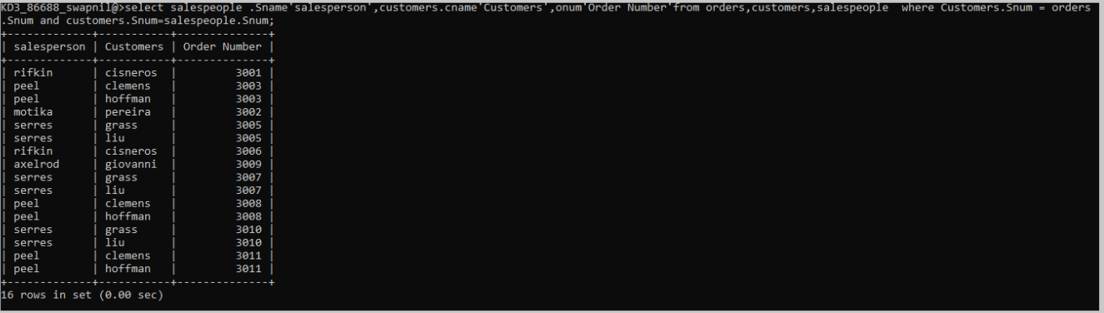 KD3_86688_swapnil@>select salespeople .Sname'salesperson',customers.cname'Customers',onum'Order Number'from orders,customers,salespeople  where Customers.Snum = orders
.Snum and customers.Snum=salespeople.Snum;
+-------------+-----------+--------------+
| salesperson | Customers | Order Number |
+-------------+-----------+--------------+
| rifkin      | cisneros  |         3001 |
| peel        | clemens   |         3003 |
| peel        | hoffman   |         3003 |
| motika      | pereira   |         3002 |
| serres      | grass     |         3005 |
| serres      | liu       |         3005 |
| rifkin      | cisneros  |         3006 |
| axelrod     | giovanni  |         3009 |
| serres      | grass     |         3007 |
| serres      | liu       |         3007 |
| peel        | clemens   |         3008 |
| peel        | hoffman   |         3008 |
| serres      | grass     |         3010 |
| serres      | liu       |         3010 |
| peel        | clemens   |         3011 |
| peel        | hoffman   |         3011 |
+-------------+-----------+--------------+
16 rows in set (0.00 sec)